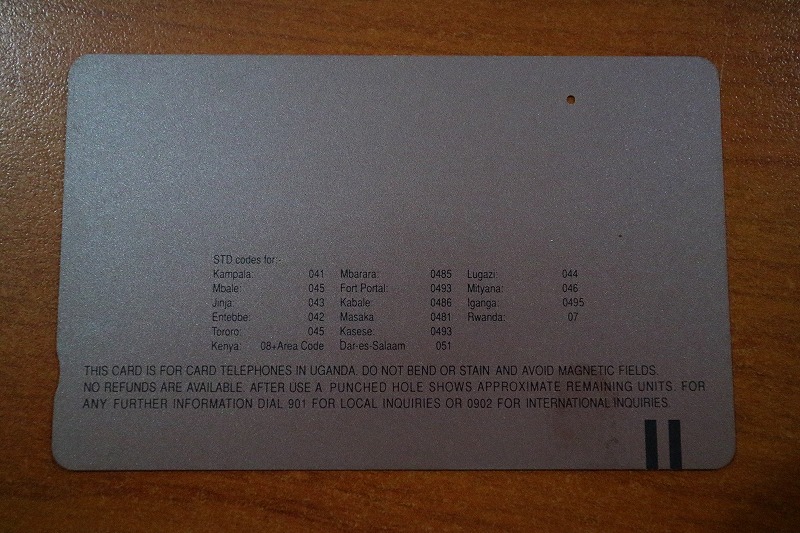 STD codes for:-
Kampala: 041 Mbarara: 0485 Lugazi: 044
Mbale: 045 Fort Portal: 0493 Mityana: 046
Jinja: 043 Kabale: 0486 Iganga: 0495
Entebbe: 042 Masaka: 0481 Rwanda: 07
Tororo: 045 Kasese: 0493
Kenya: 08+Area Code Dar-es-Salaam 051
THIS CARD IS FOR CARD TELEPHONES IN UGANDA. DO NOT BEND OR STAIN AND AVOID MAGNETIC FIELDS.
NO REFUNDS ARE AVAILABLE. AFTER USE A PUNCHED HOLE SHOWS APPROXIMATE REMAINING UNITS. FOR
ANY FURTHER INFORMATION DIAL 901 FOR LOCAL INQUIRIES OR 0902 FOR INTERNATIONAL INQUIRIES.